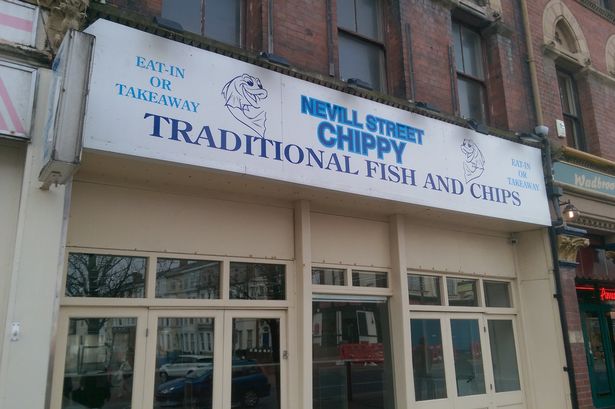 EAT-IN
OR
TAKEAWAY
NEVILL STREET
CHIPPY
TRADITIONAL FISH AND CHIPS
EAT-IN
OR
TAKEAWAY